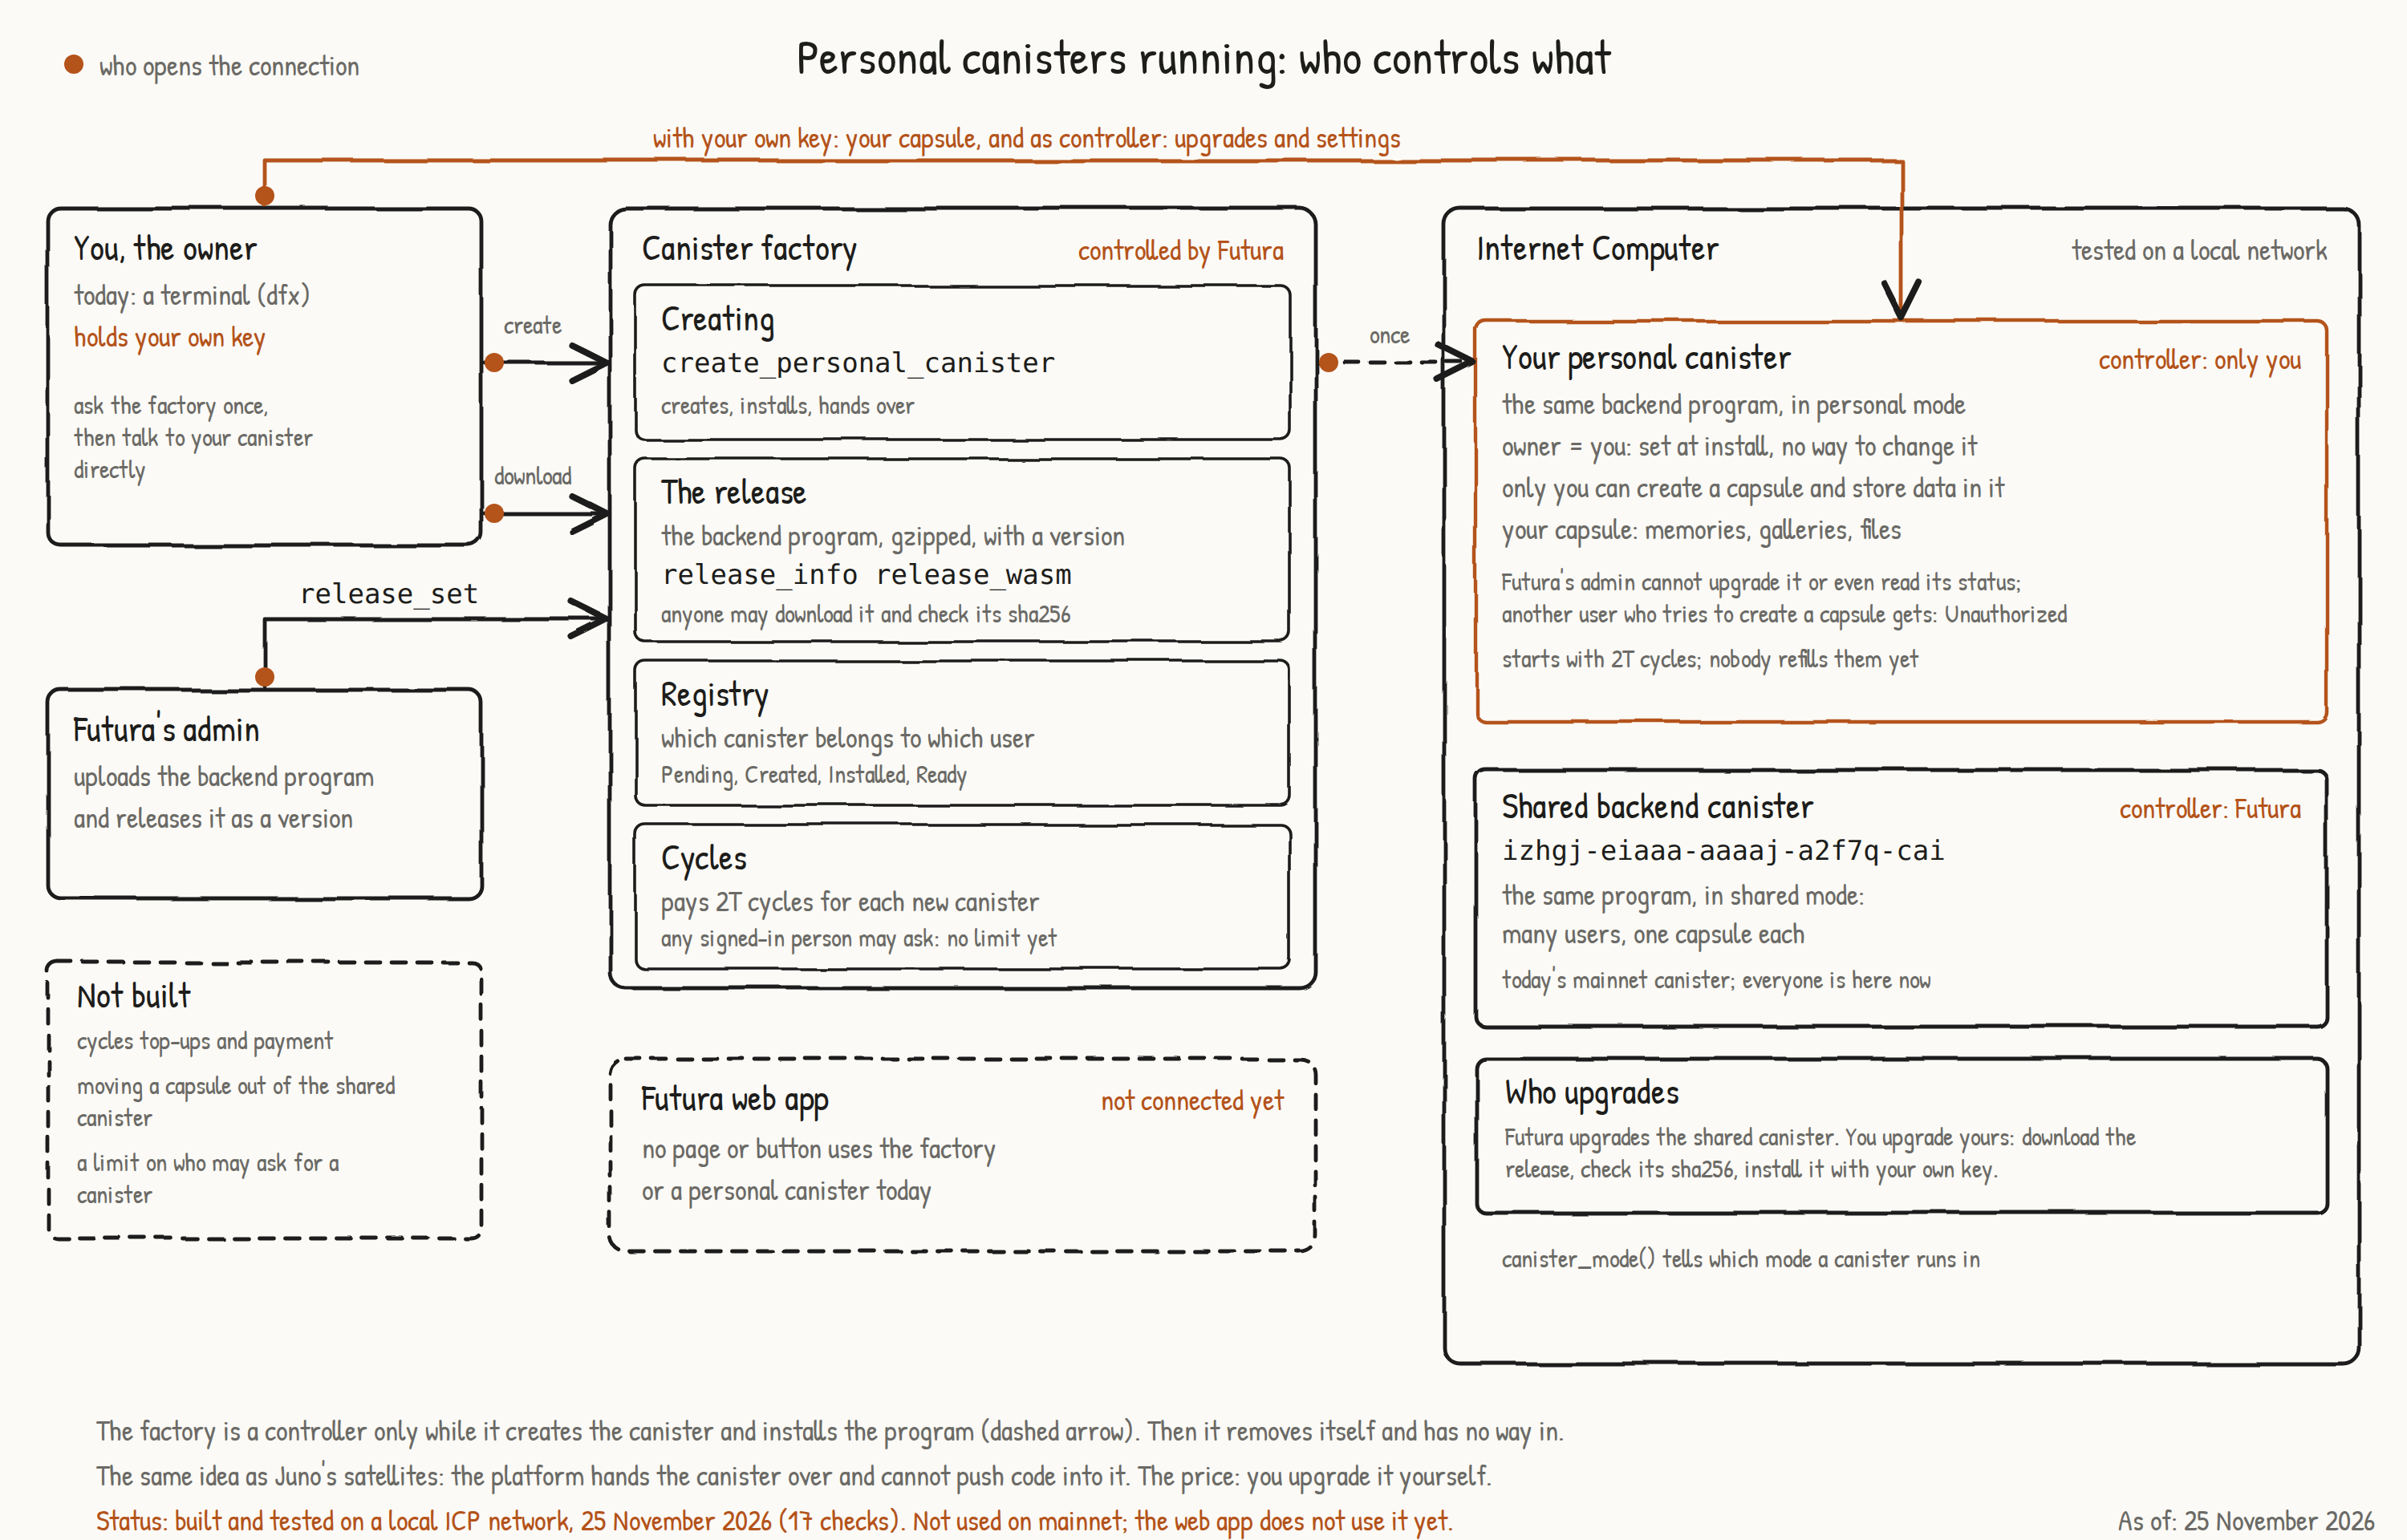 who opens the connection
Personal canisters running: who controls what
with your own key: your capsule, and as controller: upgrades and settings
You, the owner
today: a terminal (dfx)
holds your own key
ask the factory once,
then talk to your canister
directly
create
download
release_set
Futura's admin
uploads the backend program
and releases it as a version
Not built
cycles top-ups and payment
moving a capsule out of the shared
canister
a limit on who may ask for a
canister
Canister factory
controlled by Futura
Creating
create_personal_canister
creates, installs, hands over
The release
the backend program, gzipped, with a version
release_info release_wasm
anyone may download it and check its sha256
Registry
which canister belongs to which user
Pending, Created, Installed, Ready
Cycles
pays 2T cycles for each new canister
any signed-in person may ask: no limit yet
Futura web app
not connected yet
no page or button uses the factory
or a personal canister today
once
Internet Computer
tested on a local network
Your personal canister
controller: only you
the same backend program, in personal mode
owner = you: set at install, no way to change it
only you can create a capsule and store data in it
your capsule: memories, galleries, files
Futura's admin cannot upgrade it or even read its status;
another user who tries to create a capsule gets: Unauthorized
starts with 2T cycles; nobody refills them yet
Shared backend canister
controller: Futura
izhgj-eiaaa-aaaaj-a2f7q-cai
the same program, in shared mode:
many users, one capsule each
today's mainnet canister; everyone is here now
Who upgrades
Futura upgrades the shared canister. You upgrade yours: download the
release, check its sha256, install it with your own key.
canister_mode() tells which mode a canister runs in
The factory is a controller only while it creates the canister and installs the program (dashed arrow). Then it removes itself and has no way in.
The same idea as Juno's satellites: the platform hands the canister over and cannot push code into it. The price: you upgrade it yourself.
Status: built and tested on a local ICP network, 25 November 2026 (17 checks). Not used on mainnet; the web app does not use it yet.
As of: 25 November 2026